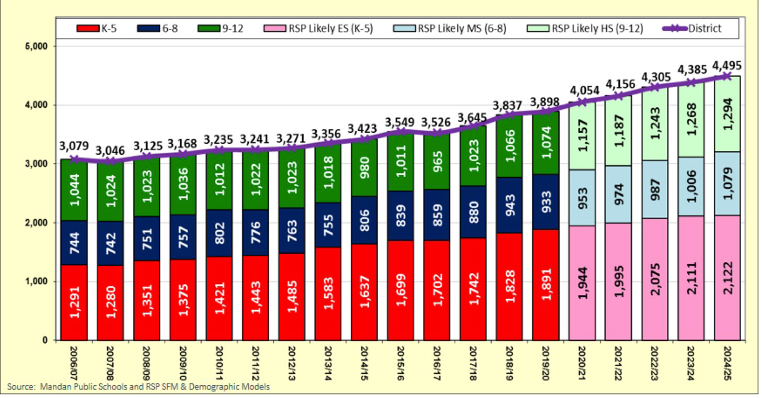 K-5 6-8 9-12 RSP Likely ES (K-5) RSP Likely MS (6-8) RSP Likely HS (9-12) District
6,000
5,000
4,000
3,000
2,000
1,000
0
3,079 3,046 3,125 3,168 3,235 3,241 3,271 3,356 3,423 3,549 3,526 3,645 3,837 3,898 4,054 4,156 4,305 4,385 4,495
1,044 1,024 1,023 1,036 1,012 1,022 1,023 1,018 980 1,011 965 1,023 1,066 1,074 1,157 1,187 1,243 1,268 1,294
744 742 751 757 802 776 763 755 806 839 859 880 943 933 953 974 987 1,006 1,079
1,291 1,280 1,351 1,375 1,421 1,443 1,485 1,583 1,637 1,699 1,702 1,742 1,828 1,891 1,944 1,995 2,075 2,111 2,122
2006/07 2007/08 2008/09 2009/10 2010/11 2011/12 2012/13 2013/14 2014/15 2015/16 2016/17 2017/18 2018/19 2019/20 2020/21 2021/22 2022/23 2023/24 2024/25
Source: Mandan Public Schools and RSP SFM & Demographic Models